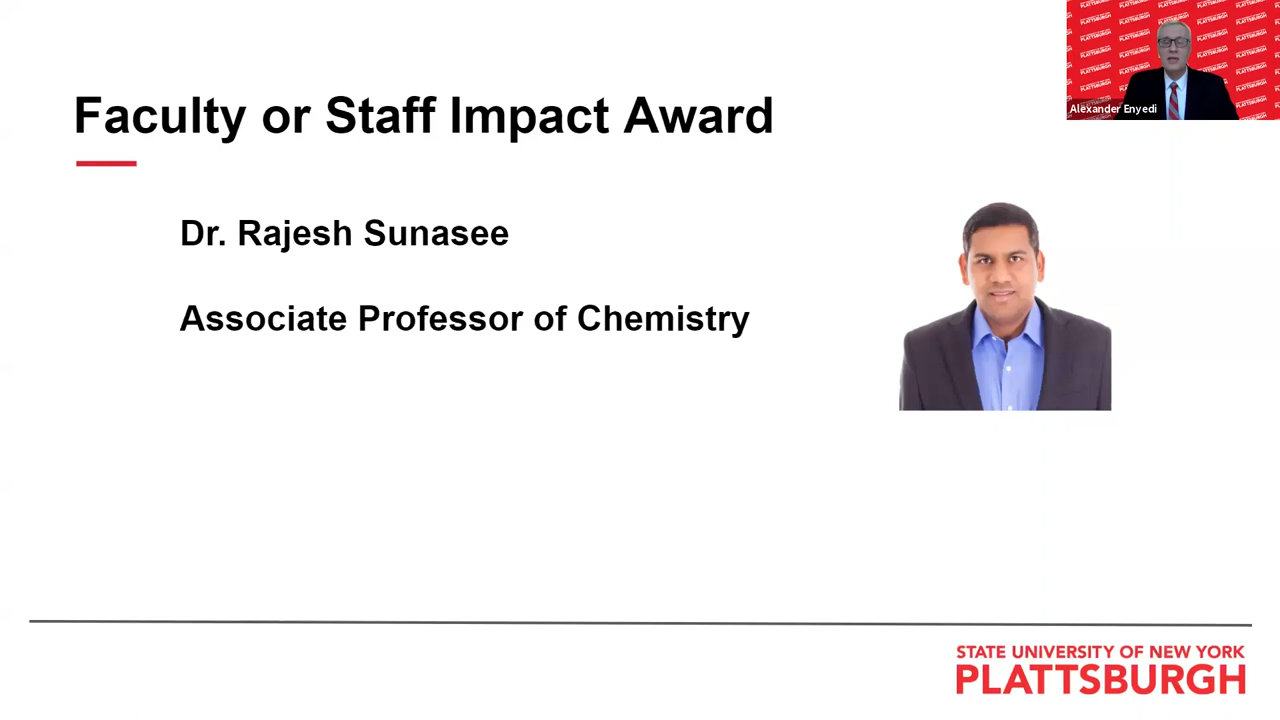 Faculty or Staff Impact Award
Dr. Rajesh Sunasee
Associate Professor of Chemistry
Alexander Enyedi
PLATTSBURGH
STATE UNIVERSITY OF NEW YORK
PLATTSBURGH